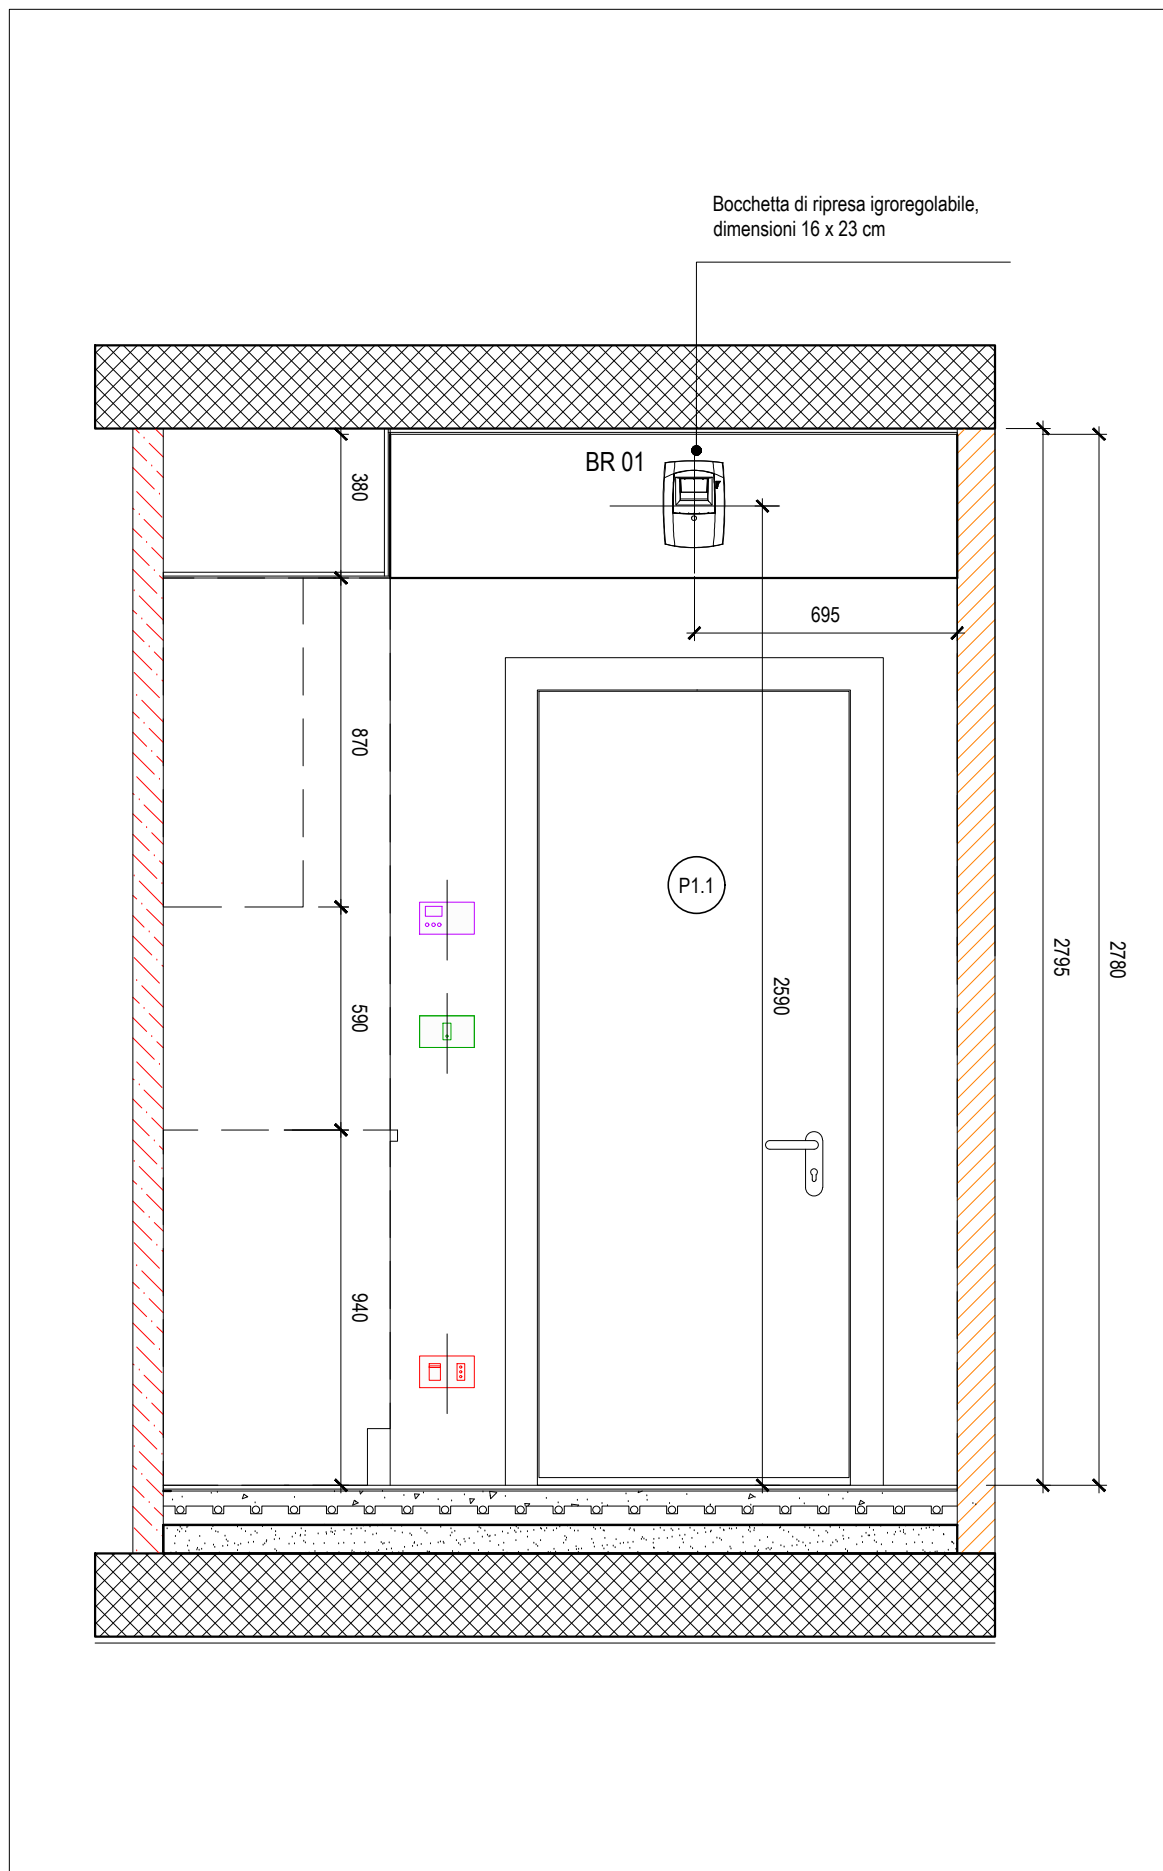 Bocchetta di ripresa igroregolabile,
dimensioni 16 x 23 cm
BR 01
380
695
870
P1.1
2590
2795
2780
590
940